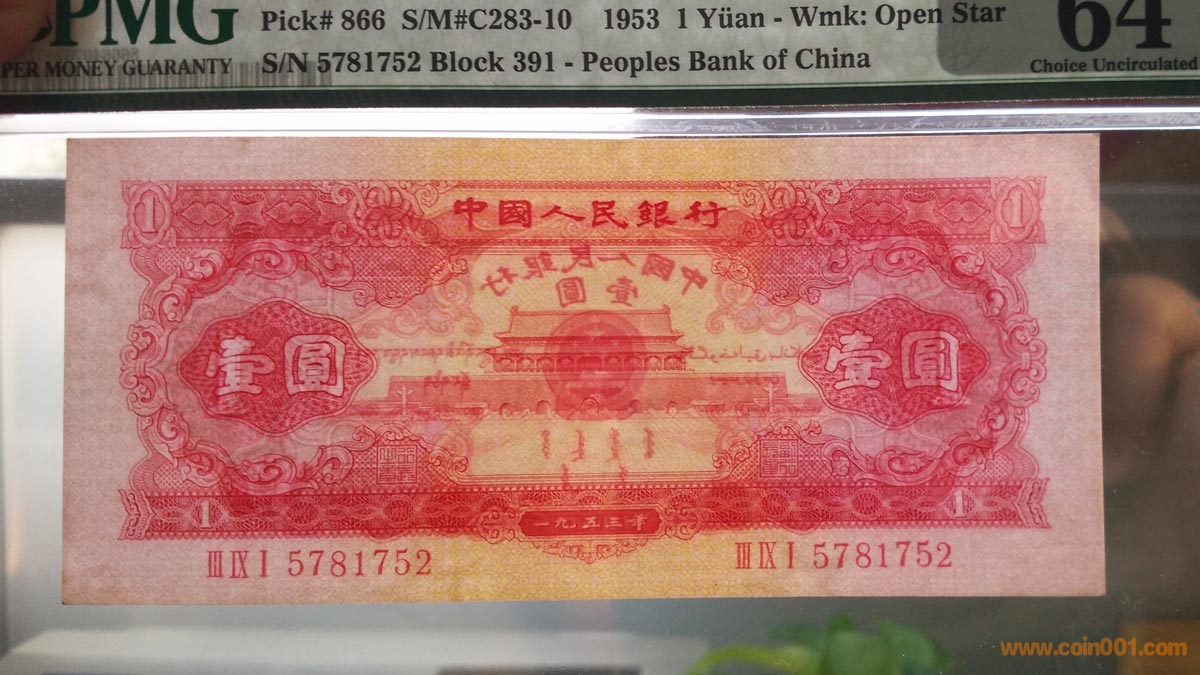 PMG
Pick# 866 S/M#C283-10 1953 1 Yüan - Wmk: Open Star
64
PER MONEY GUARANTY
S/N 5781752 Block 391 - Peoples Bank of China
Choice Uncirculated
1
中國人民銀行
1
中國人民銀行
壹圓
壹圓
壹圓
1
一九五三年
1
III IX I 5781752
III IX I 5781752
www.coin001.com